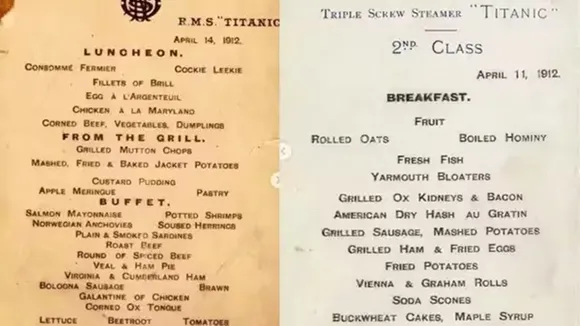 R.M.S. "TITANIC
APRIL 14, 1912.
LUNCHEON.
CONSOMMÉ FERMIER COCKIE LEEKIE
FILLETS OF BRILL
EGG À L'ARGENTEUIL
CHICKEN À LA MARYLAND
CORNED BEEF, VEGETABLES, DUMPLINGS
FROM THE GRILL.
GRILLED MUTTON CHOPS
MASHED, FRIED & BAKED JACKET POTATOES
CUSTARD PUDDING
APPLE MERINGUE PASTRY
BUFFET.
SALMON MAYONNAISE POTTED SHRIMPS
NORWEGIAN ANCHOVIES SOUSED HERRINGS
PLAIN & SMOKED SARDINES
ROAST BEEF
ROUND OF SPICED BEEF
VEAL & HAM PIE
VIRGINIA & CUMBERLAND HAM
BOLOGNA SAUSAGE BRAWN
GALANTINE OF CHICKEN
CORNED OX TONGUE
LETTUCE BEETROOT TOMATOES
TRIPLE SCREW STEAMER "TITANIC"
2ND. CLASS
APRIL 11, 1912.
BREAKFAST.
FRUIT
ROLLED OATS BOILED HOMINY
FRESH FISH
YARMOUTH BLOATERS
GRILLED OX KIDNEYS & BACON
AMERICAN DRY HASH AU GRATIN
GRILLED SAUSAGE, MASHED POTATOES
GRILLED HAM & FRIED EGGS
FRIED POTATOES
VIENNA & GRAHAM ROLLS
SODA SCONES
BUCKWHEAT CAKES, MAPLE SYRUP